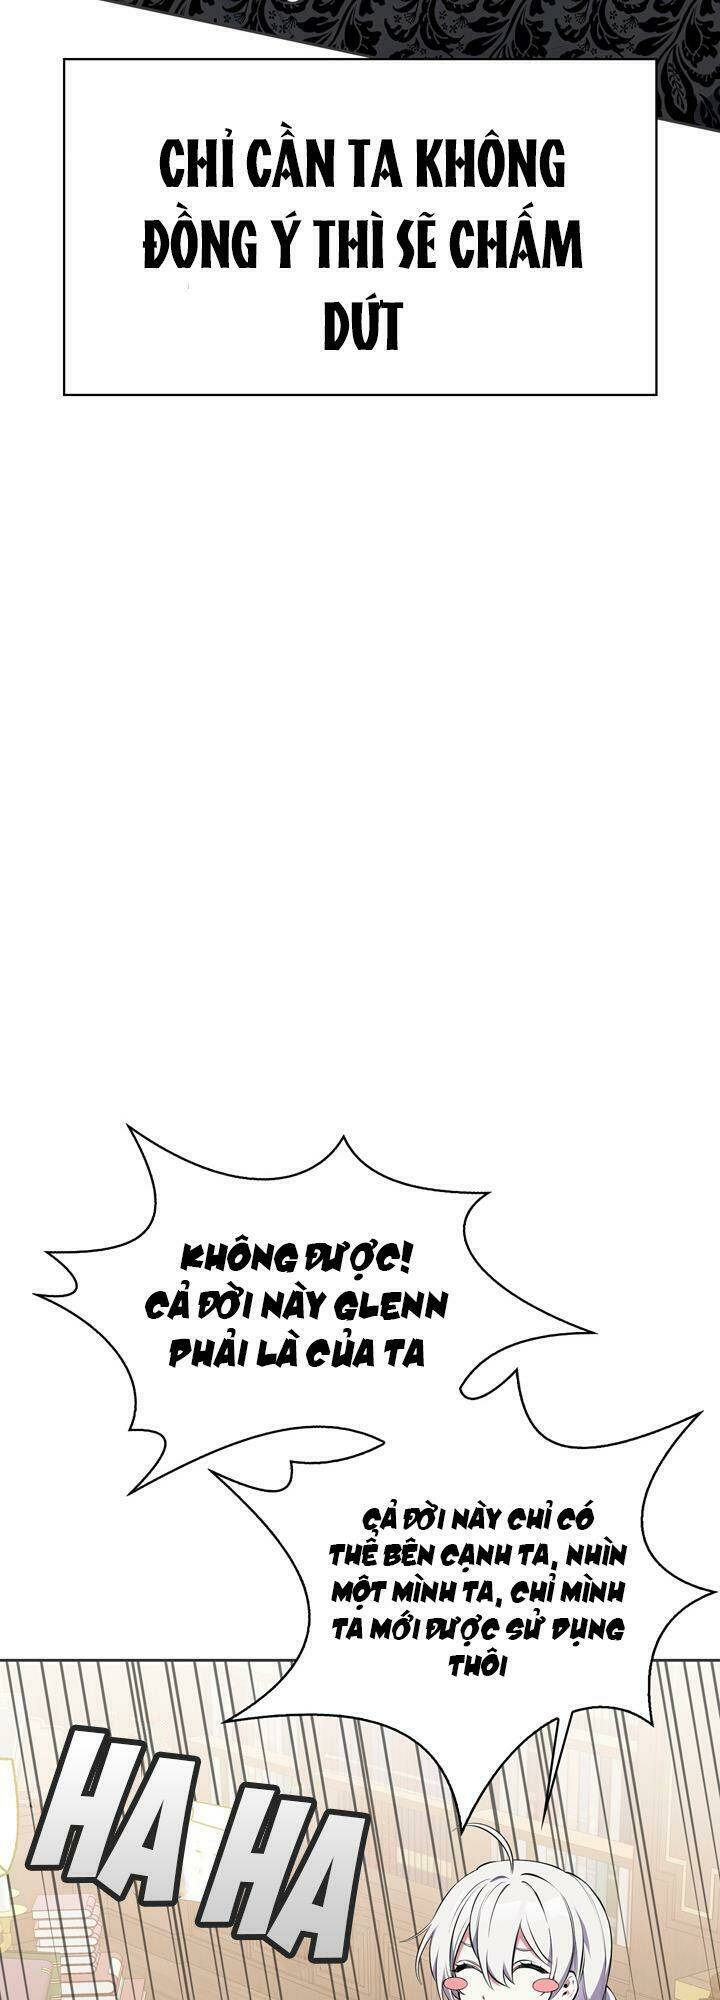 CHỈ CẦN TA KHÔNG
ĐỒNG Ý THÌ SẼ CHẤM
DỨT
KHÔNG ĐƯỢC!
CẢ ĐỜI NÀY GLENN
PHẢI LÀ CỦA TA
CẢ ĐỜI NÀY CHỈ CÓ
THỂ BÊN CẠNH TA, NHÌN
MỘT MÌNH TA, CHỈ MÌNH
TA MỚI ĐƯỢC SỬ DỤNG
THÔI
HA HA